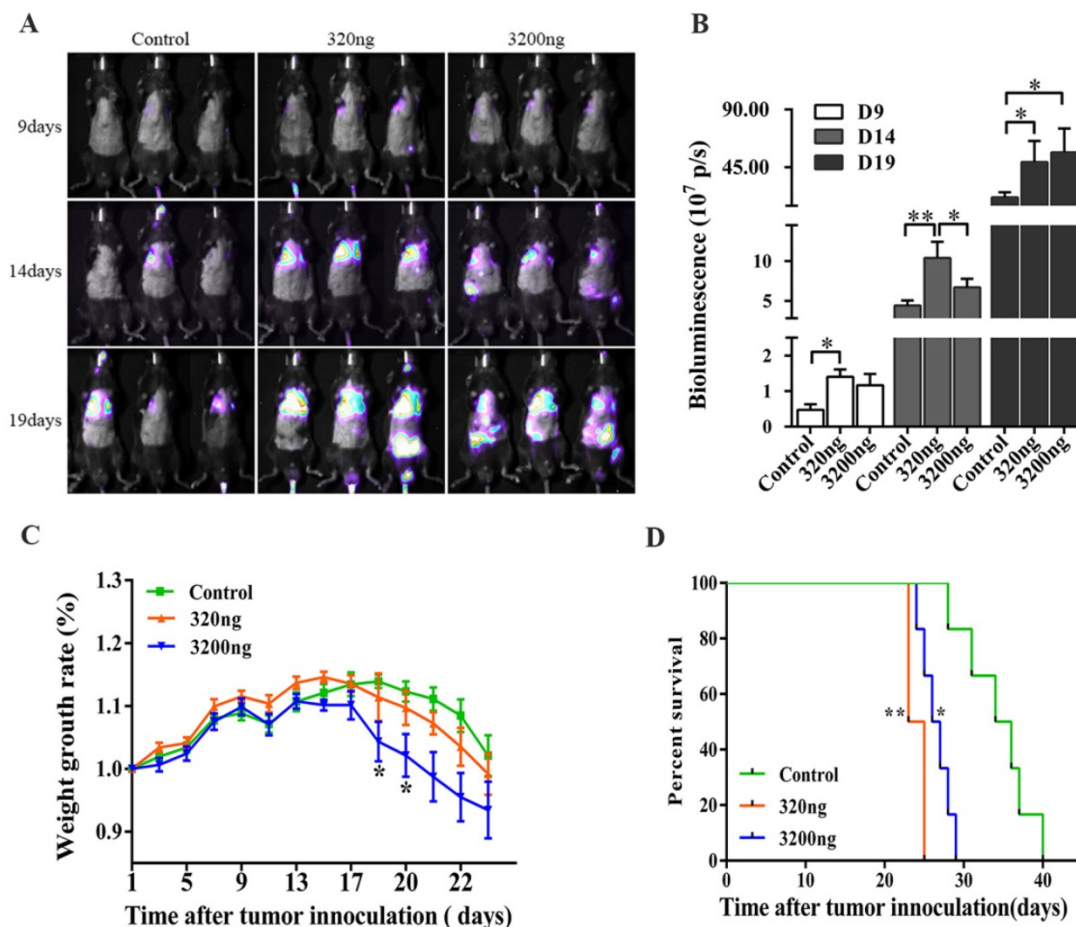 A
Control 320ng 3200ng
9days
14days
19days
B
Bioluminescence (10⁷ p/s)
90.00
45.00
10
5
2
1
0
D9
D14
D19
*
*
**
*
*
Control 320ng 3200ng Control 320ng 3200ng Control 320ng 3200ng
C
Weight grouth rate (%)
1.3
1.2
1.1
1.0
0.9
Control
320ng
3200ng
* *
1 5 9 13 17 20 22
Time after tumor innoculation ( days)
D
Percent survival
100
80
60
40
20
0
** *
Control
320ng
3200ng
0 10 20 30 40
Time after tumor innoculation(days)